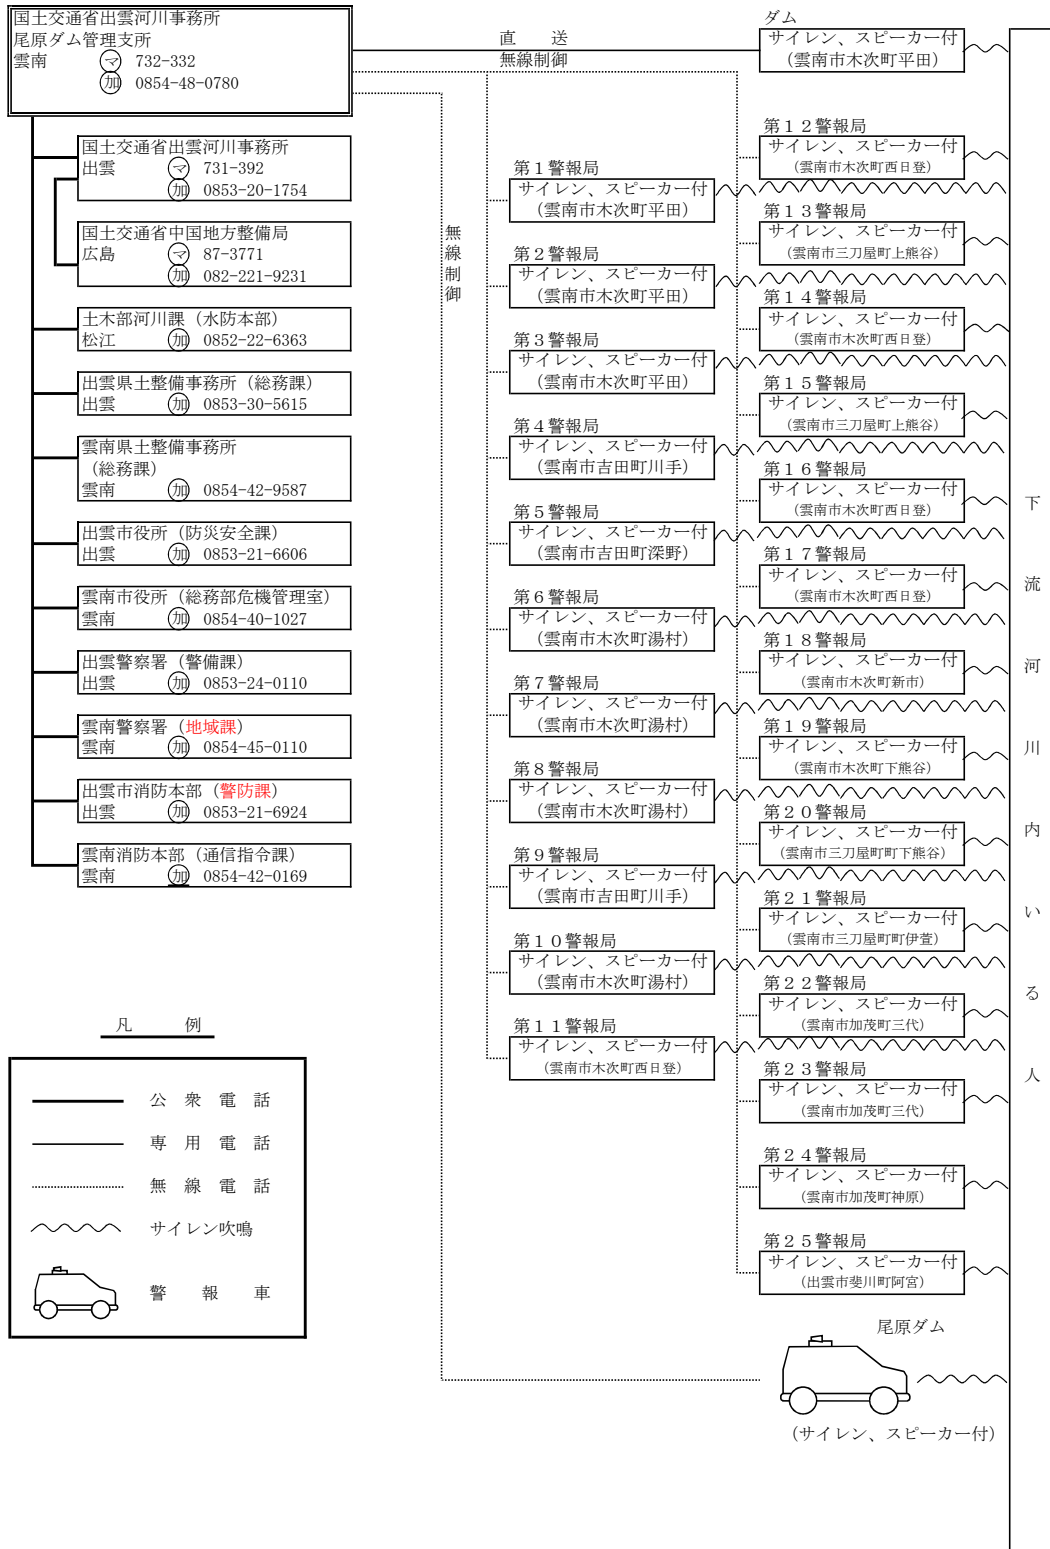 国土交通省出雲河川事務所
尾原ダム管理支所
雲南 マ 732-332
加 0854-48-0780
国土交通省出雲河川事務所
出雲 マ 731-392
加 0853-20-1754
国土交通省中国地方整備局
広島 マ 87-3771
加 082-221-9231
土木部河川課（水防本部）
松江 加 0852-22-6363
出雲県土整備事務所（総務課）
出雲 加 0853-30-5615
雲南県土整備事務所
（総務課）
雲南 加 0854-42-9587
出雲市役所（防災安全課）
出雲 加 0853-21-6606
雲南市役所（総務部危機管理室）
雲南 加 0854-40-1027
出雲警察署（警備課）
出雲 加 0853-24-0110
雲南警察署（地域課）
雲南 加 0854-45-0110
出雲市消防本部（警防課）
出雲 加 0853-21-6924
雲南消防本部（通信指令課）
雲南 加 0854-42-0169
凡 例
公衆電話
専用電話
無線電話
サイレン吹鳴
警報車
直 送
無線制御
無線制御
第１警報局
サイレン、スピーカー付
（雲南市木次町平田）
第２警報局
サイレン、スピーカー付
（雲南市木次町平田）
第３警報局
サイレン、スピーカー付
（雲南市木次町平田）
第４警報局
サイレン、スピーカー付
（雲南市吉田町川手）
第５警報局
サイレン、スピーカー付
（雲南市吉田町深野）
第６警報局
サイレン、スピーカー付
（雲南市木次町湯村）
第７警報局
サイレン、スピーカー付
（雲南市木次町湯村）
第８警報局
サイレン、スピーカー付
（雲南市木次町湯村）
第９警報局
サイレン、スピーカー付
（雲南市吉田町川手）
第１０警報局
サイレン、スピーカー付
（雲南市木次町湯村）
第１１警報局
サイレン、スピーカー付
（雲南市木次町西日登）
ダム
サイレン、スピーカー付
（雲南市木次町平田）
第１２警報局
サイレン、スピーカー付
（雲南市木次町西日登）
第１３警報局
サイレン、スピーカー付
（雲南市三刀屋町上熊谷）
第１４警報局
サイレン、スピーカー付
（雲南市木次町西日登）
第１５警報局
サイレン、スピーカー付
（雲南市三刀屋町上熊谷）
第１６警報局
サイレン、スピーカー付
（雲南市木次町西日登）
第１７警報局
サイレン、スピーカー付
（雲南市木次町西日登）
第１８警報局
サイレン、スピーカー付
（雲南市木次町新市）
第１９警報局
サイレン、スピーカー付
（雲南市木次町下熊谷）
第２０警報局
サイレン、スピーカー付
（雲南市三刀屋町町下熊谷）
第２１警報局
サイレン、スピーカー付
（雲南市三刀屋町町伊萱）
第２２警報局
サイレン、スピーカー付
（雲南市加茂町三代）
第２３警報局
サイレン、スピーカー付
（雲南市加茂町三代）
第２４警報局
サイレン、スピーカー付
（雲南市加茂町神原）
第２５警報局
サイレン、スピーカー付
（出雲市斐川町阿宮）
尾原ダム
（サイレン、スピーカー付）
下流河川内いる人